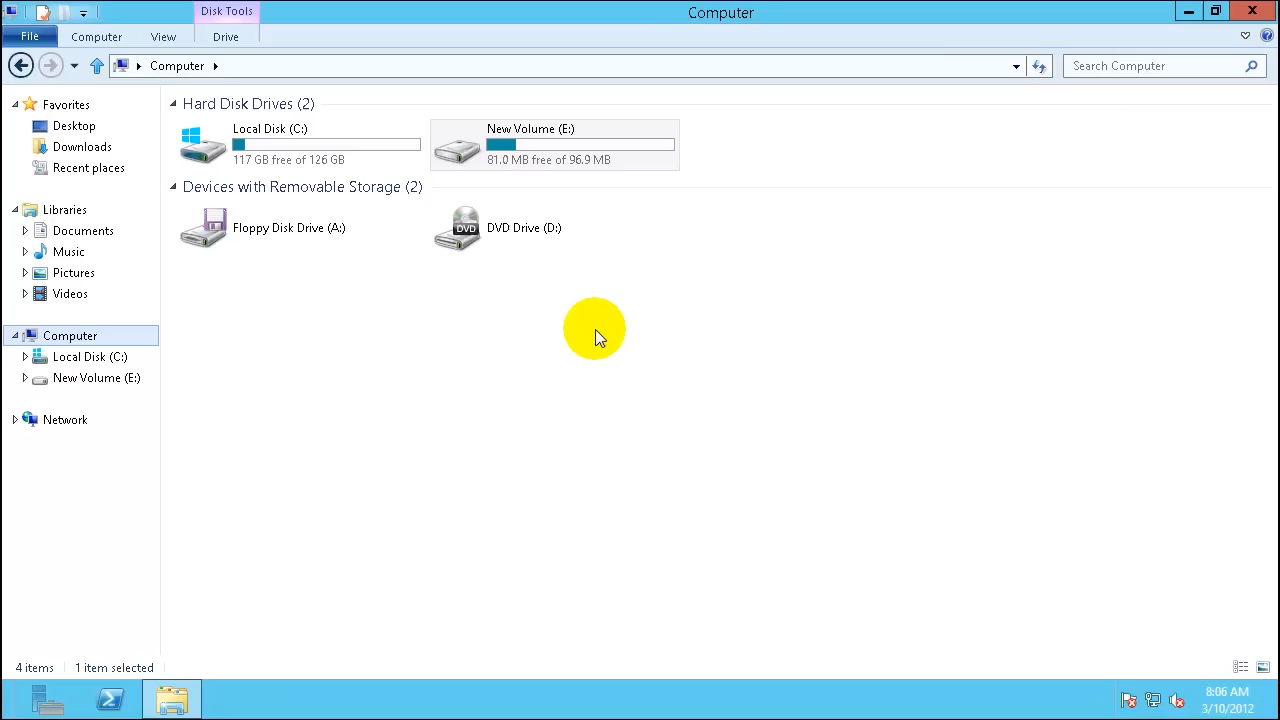 Disk Tools
Computer
File
Computer
View
Drive
Computer
Search Computer
Favorites
Desktop
Downloads
Recent places
Libraries
Documents
Music
Pictures
Videos
Computer
Local Disk (C:)
New Volume (E:)
Network
Hard Disk Drives (2)
Local Disk (C:)
117 GB free of 126 GB
New Volume (E:)
81.0 MB free of 96.9 MB
Devices with Removable Storage (2)
Floppy Disk Drive (A:)
DVD
DVD Drive (D:)
4 items
1 item selected
8:06 AM
3/10/2012